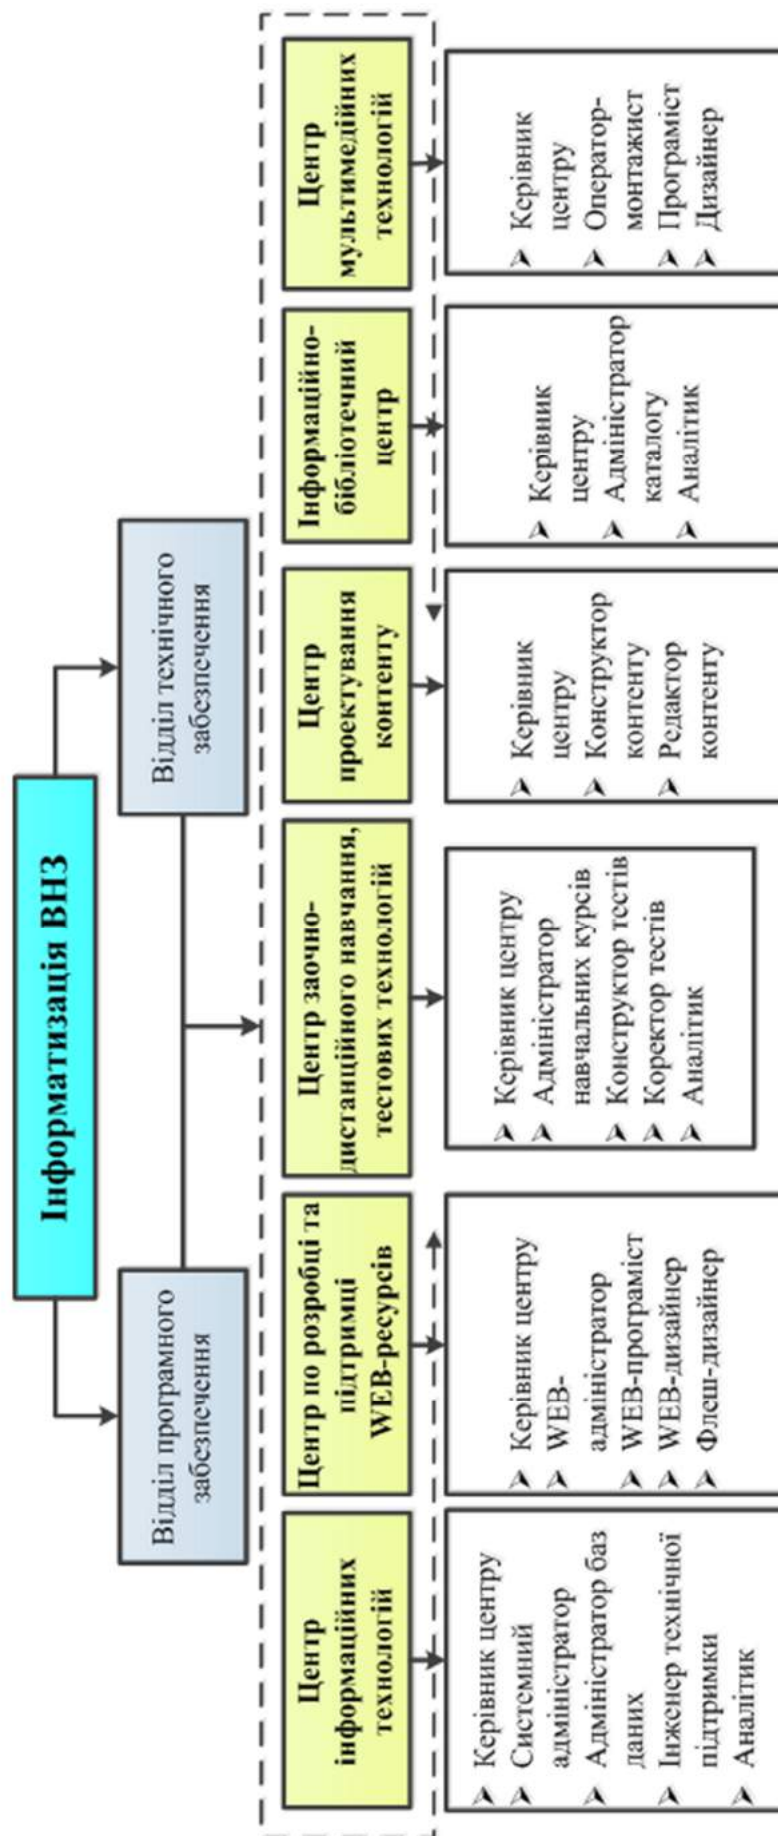 Інформатизація ВНЗ
Відділ програмного
забезпечення
Відділ технічного
забезпечення
Центр
інформаційних
технологій
Центр по розробці та
підтримці
WEB-ресурсів
Центр заочно-
дистанційного навчання,
тестових технологій
Центр
проектування
контенту
Інформаційно-
бібліотечний
центр
Центр
мультимедійних
технологій
➢ Керівник центру
➢ Системний
адміністратор
➢ Адміністратор баз
даних
➢ Інженер технічної
підтримки
➢ Аналітик
➢ Керівник центру
➢ WEB-
адміністратор
➢ WEB-програміст
➢ WEB-дизайнер
➢ Флеш-дизайнер
➢ Керівник центру
➢ Адміністратор
навчальних курсів
➢ Конструктор тестів
➢ Коректор тестів
➢ Аналітик
➢ Керівник
центру
➢ Конструктор
контенту
➢ Редактор
контенту
➢ Керівник
центру
➢ Адміністратор
каталогу
➢ Аналітик
➢ Керівник
центру
➢ Оператор-
монтажист
➢ Програміст
➢ Дизайнер